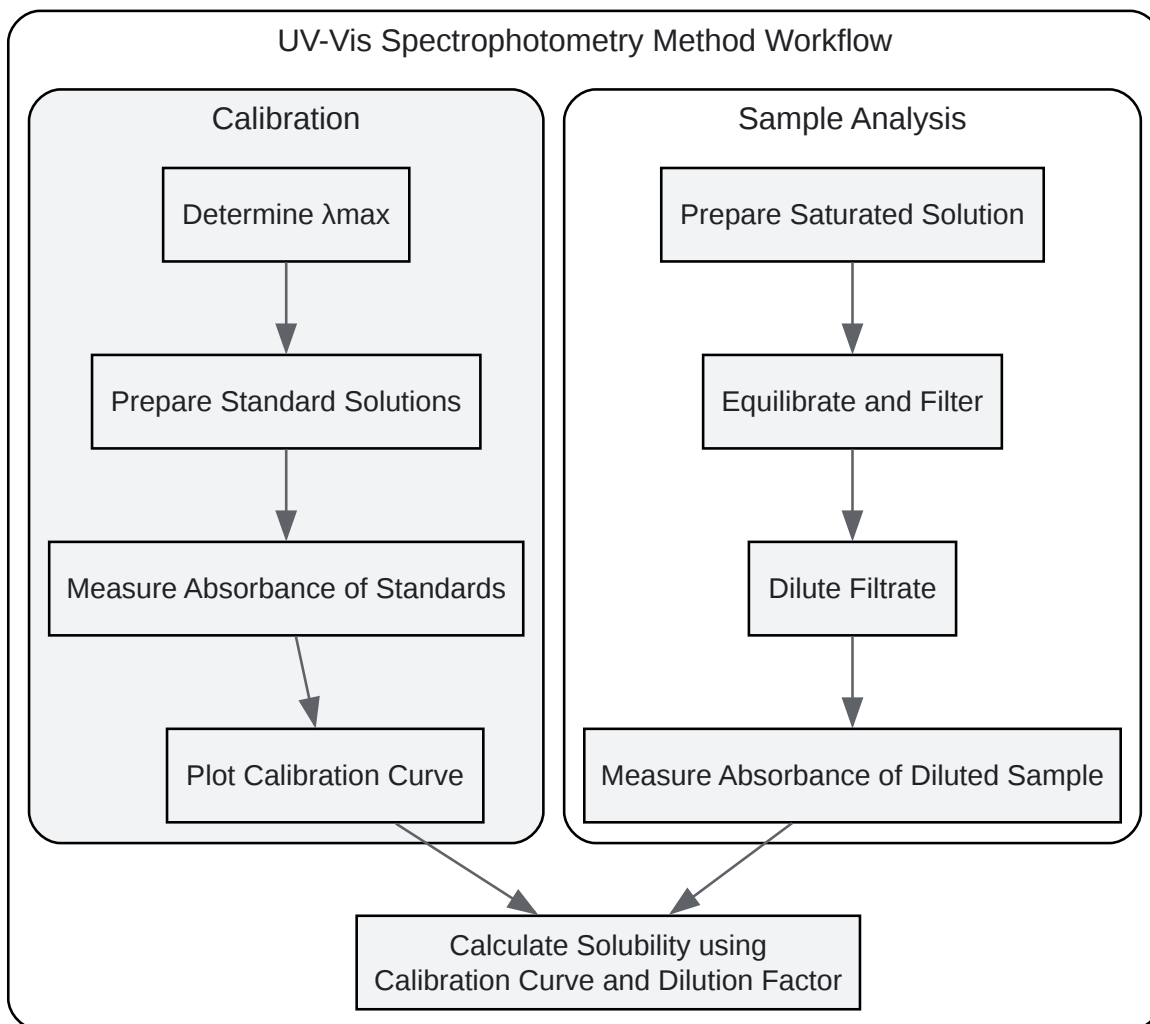 UV-Vis Spectrophotometry Method Workflow
Calibration
Determine λmax
Prepare Standard Solutions
Measure Absorbance of Standards
Plot Calibration Curve
Sample Analysis
Prepare Saturated Solution
Equilibrate and Filter
Dilute Filtrate
Measure Absorbance of Diluted Sample
Calculate Solubility using
Calibration Curve and Dilution Factor